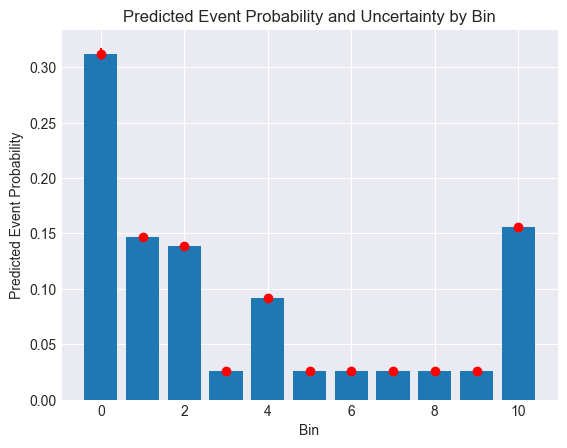 Predicted Event Probability and Uncertainty by Bin
0.30
0.25
0.20
0.15
0.10
0.05
0.00
Predicted Event Probability
0 2 4 6 8 10
Bin